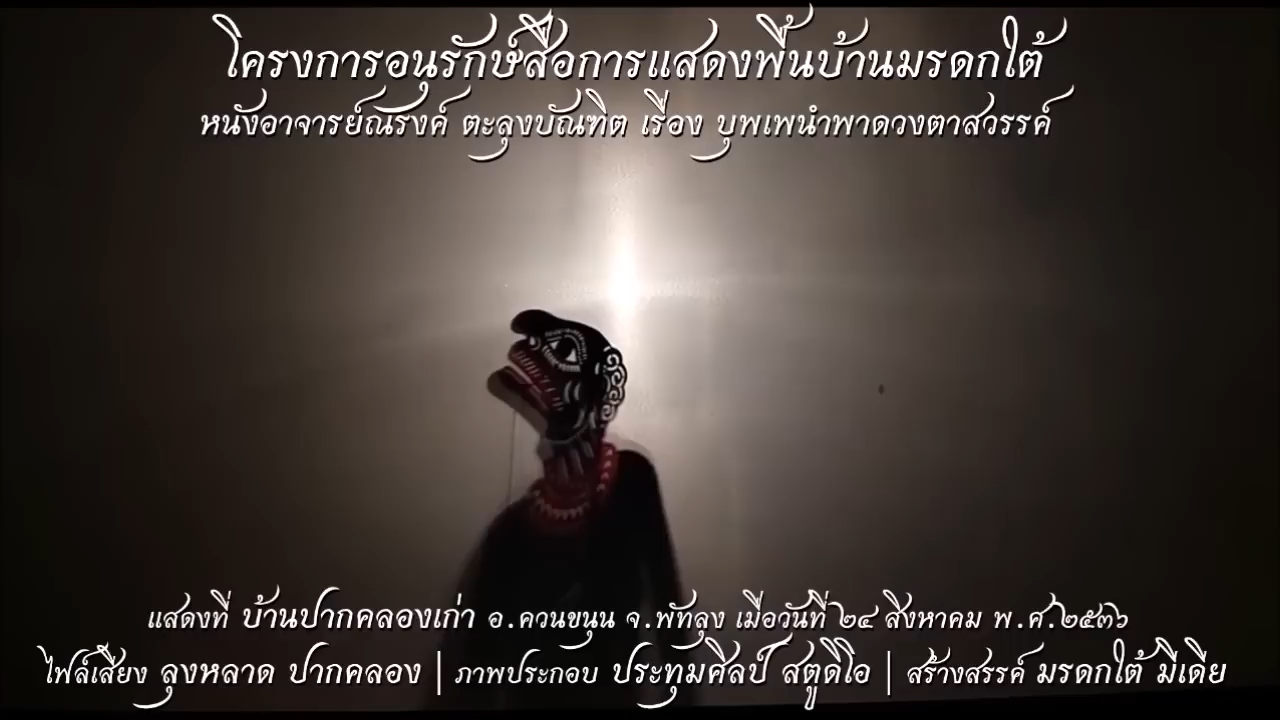 โครงการอนุรักษ์สื่อการแสดงพื้นบ้านมรดกใต้
หนังอาจารย์ณรงค์ ตะลุงบัณฑิต เรื่อง บุพเพนำพาดวงตาสวรรค์
แสดงที่ บ้านปากคลองเก่า อ.ควนขนุน จ.พัทลุง เมื่อวันที่ ๒๔ สิงหาคม พ.ศ.๒๕๓๖
ไฟล์เสียง ลุงหลาด ปากคลอง | ภาพประกอบ ประทุมศิลป์ สตูดิโอ | สร้างสรรค์ มรดกใต้ มีเดีย